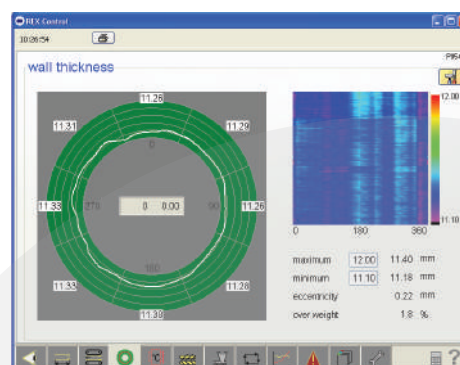 RLX Control
10:26:54
wall thickness
11.26
11.31
11.29
0
12.00
11.33
270
0 0.00
90
11.26
180
11.33
11.28
11.30
0 180 360
11.10
maximum 12.00 11.40 mm
minimum 11.10 11.18 mm
eccentricity 0.22 mm
over weight 1.8 %
°C
?